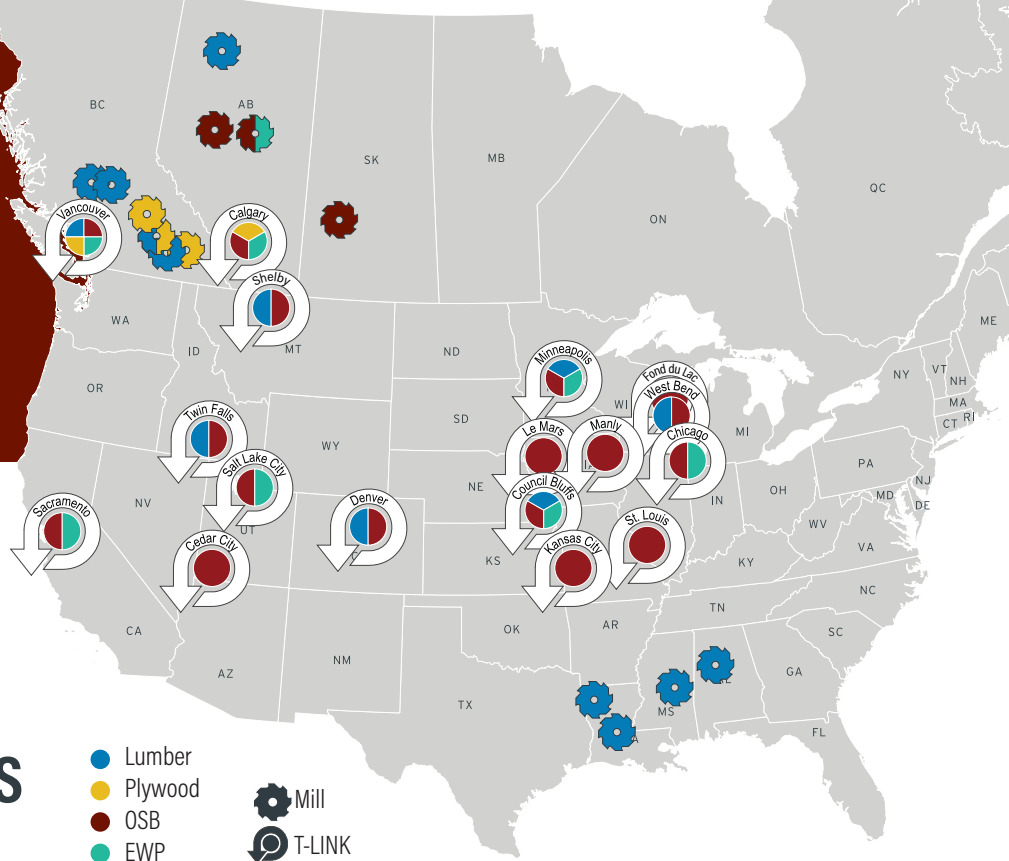 BC
AB
SK
MB
ON
QC
Vancouver
Calgary
Shelby
WA
ID
MT
ND
OR
SD
WY
NE
NV
UT
KS
CA
AZ
NM
OK
TX
AR
WI
MI
IN
OH
KY
TN
MS
GA
FL
SC
NC
VA
WV
PA
MD
DE
NJ
NY
VT
NH
MA
CT
RI
ME
Minneapolis
Fond du Lac
West Bend
Le Mars
Manly
Chicago
Twin Falls
Salt Lake City
Council Bluffs
Sacramento
Denver
St. Louis
Cedar City
Kansas City
S
Lumber
Plywood
OSB
EWP
Mill
T-LINK